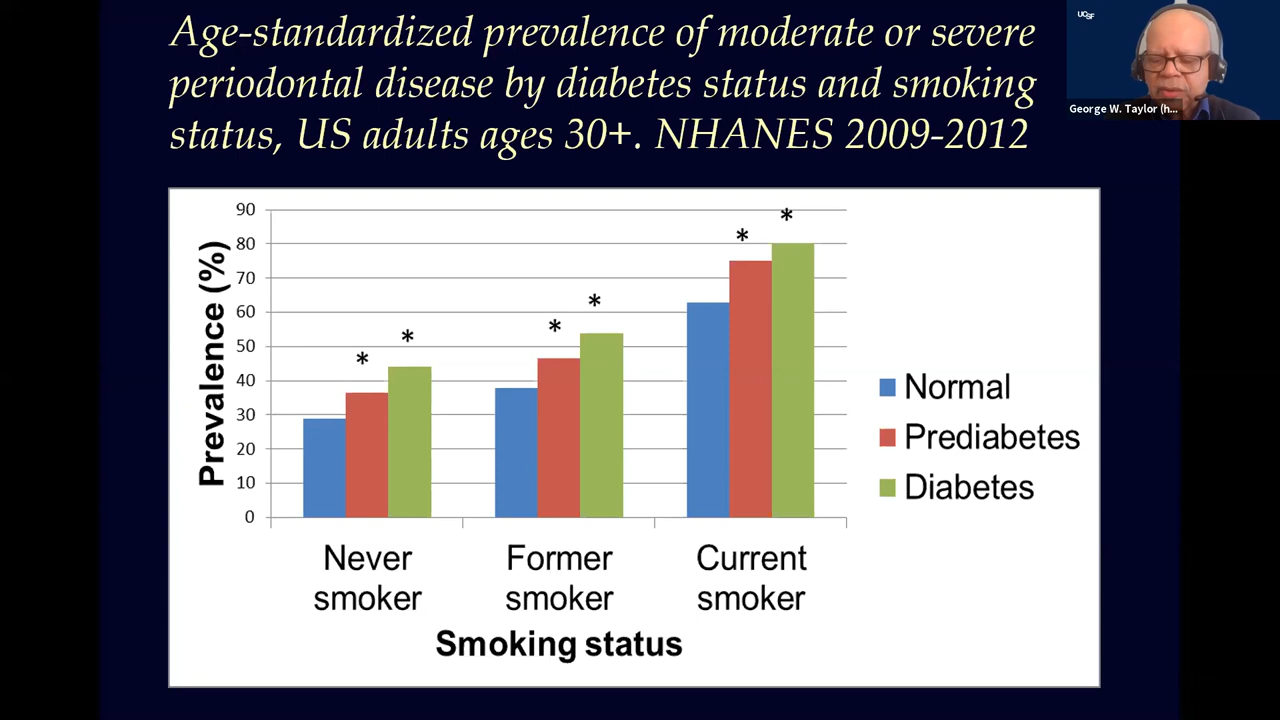 Age-standardized prevalence of moderate or severe
periodontal disease by diabetes status and smoking
status, US adults ages 30+. NHANES 2009-2012
UCSF
George W. Taylor (h...
Prevalence (%)
90
80
70
60
50
40
30
20
10
0
* * * * * *
Never smoker
Former smoker
Current smoker
Smoking status
Normal
Prediabetes
Diabetes